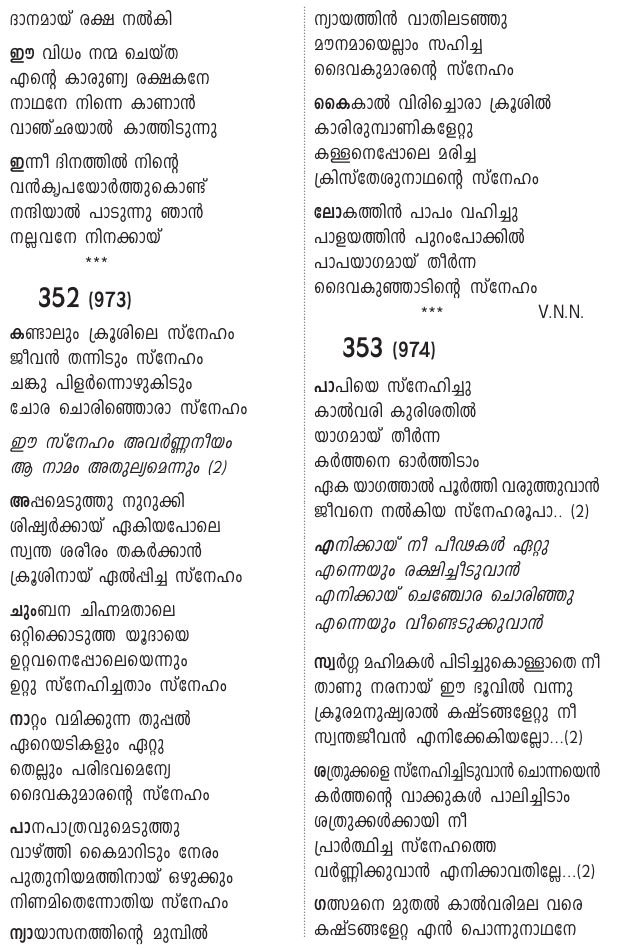 ദാനമായ് രക്ഷ നൽകി
ഈ വിധം നന്മ ചെയ്ത
എന്റെ കാരുണ്യ രക്ഷകനേ
നാഥനേ നിന്നെ കാണാൻ
വാഞ്ഛയാൽ കാത്തിടുന്നു
ഇന്നീ ദിനത്തിൽ നിന്റെ
വൻകൃപയോർത്തുകൊണ്ട്
നന്ദിയാൽ പാടുന്നു ഞാൻ
നല്ലവനേ നിനക്കായ്
***
352 (973)
കണ്ടാലും ക്രൂശിലെ സ്നേഹം
ജീവൻ തന്നിടും സ്നേഹം
ചങ്കു പിളർന്നൊഴുകിടും
ചോര ചൊരിഞ്ഞൊരാ സ്നേഹം
ഈ സ്നേഹം അവർണ്ണനീയം
ആ നാമം അതുല്യമെന്നും (2)
അപ്പമെടുത്തു നുറുക്കി
ശിഷ്യർക്കായ് ഏകിയപോലെ
സ്വന്ത ശരീരം തകർക്കാൻ
ക്രൂശിനായ് ഏൽപ്പിച്ച സ്നേഹം
ചുംബന ചിഹ്നമതാലെ
ഒറ്റിക്കൊടുത്ത യൂദായെ
ഉറ്റവനെപ്പോലെയെന്നും
ഉറ്റു സ്നേഹിച്ചതാം സ്നേഹം
നാറ്റം വമിക്കുന്ന തുപ്പൽ
ഏറെയടികളും ഏറ്റു
തെല്ലും പരിഭവമെന്യേ
ദൈവകുമാരന്റെ സ്നേഹം
പാനപാത്രവുമെടുത്തു
വാഴ്ത്തി കൈമാറിടും നേരം
പുതുനിയമത്തിനായ് ഒഴുക്കും
നിണമിതെന്നോതിയ സ്നേഹം
ന്യായാസനത്തിന്റെ മുമ്പിൽ
ന്യായത്തിൻ വാതിലടഞ്ഞു
മൗനമായെല്ലാം സഹിച്ച
ദൈവകുമാരന്റെ സ്നേഹം
കൈകാൽ വിരിച്ചൊരാ ക്രൂശിൽ
കാരിരുമ്പാണികളേറ്റു
കള്ളനെപ്പോലെ മരിച്ച
ക്രിസ്തേശുനാഥന്റെ സ്നേഹം
ലോകത്തിൻ പാപം വഹിച്ചു
പാളയത്തിൻ പുറംപോക്കിൽ
പാപയാഗമായ് തീർന്ന
ദൈവകുഞ്ഞാടിന്റെ സ്നേഹം
*** V.N.N.
353 (974)
പാപിയെ സ്നേഹിച്ചു
കാൽവരി കുരിശതിൽ
യാഗമായ് തീർന്ന
കർത്തനെ ഓർത്തിടാം
ഏക യാഗത്താൽ പൂർത്തി വരുത്തുവാൻ
ജീവനെ നൽകിയ സ്നേഹരൂപാ.. (2)
എനിക്കായ് നീ പീഢകൾ ഏറ്റു
എന്നെയും രക്ഷിച്ചീടുവാൻ
എനിക്കായ് ചെഞ്ചോര ചൊരിഞ്ഞു
എന്നെയും വീണ്ടെടുക്കുവാൻ
സ്വർഗ്ഗ മഹിമകൾ പിടിച്ചുകൊള്ളാതെ നീ
താണു നരനായ് ഈ ഭൂവിൽ വന്നു
ക്രൂരമനുഷ്യരാൽ കഷ്ടങ്ങളേറ്റു നീ
സ്വന്തജീവൻ എനിക്കേകിയല്ലോ...(2)
ശത്രുക്കളെ സ്നേഹിച്ചിടുവാൻ ചൊന്നയെൻ
കർത്തന്റെ വാക്കുകൾ പാലിച്ചിടാം
ശത്രുക്കൾക്കായി നീ
പ്രാർത്ഥിച്ച സ്നേഹത്തെ
വർണ്ണിക്കുവാൻ എനിക്കാവതില്ലേ...(2)
ഗത്സമനെ മുതൽ കാൽവരിമല വരെ
കഷ്ടങ്ങളേറ്റ എൻ പൊന്നുനാഥനേ